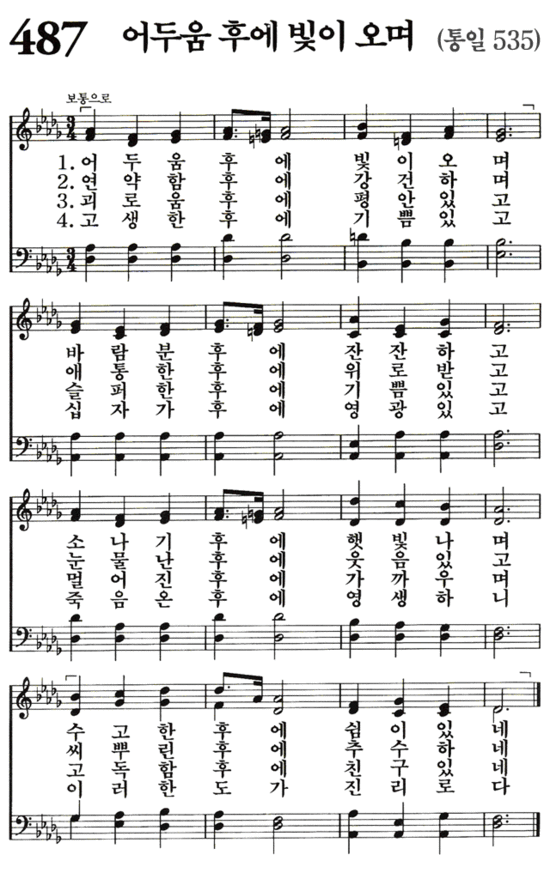 487 어두움 후에 빛이 오며 (통일 535)
보통으로
1. 어 두 움 후 에 빛 이 오 며
2. 연 약 함 후 에 강 건 하 며
3. 괴 로 움 후 에 평 안 있 고
4. 고 생 한 후 에 기 쁨 있 고
바 람 분 후 에 잔 잔 하 고
애 통 한 후 에 위 로 받 고
슬 퍼 한 후 에 기 쁨 있 고
십 자 가 후 에 영 광 있 고
소 나 기 후 에 햇 빛 나 며
눈 물 난 후 에 웃 음 있 고
멀 어 진 후 에 가 까 우 며
죽 음 온 후 에 영 생 하 니
수 고 한 후 에 쉼 이 있 네
씨 뿌 린 후 에 추 수 하 네
고 독 함 후 에 친 구 있 네
이 러 한 도 가 진 리 로 다